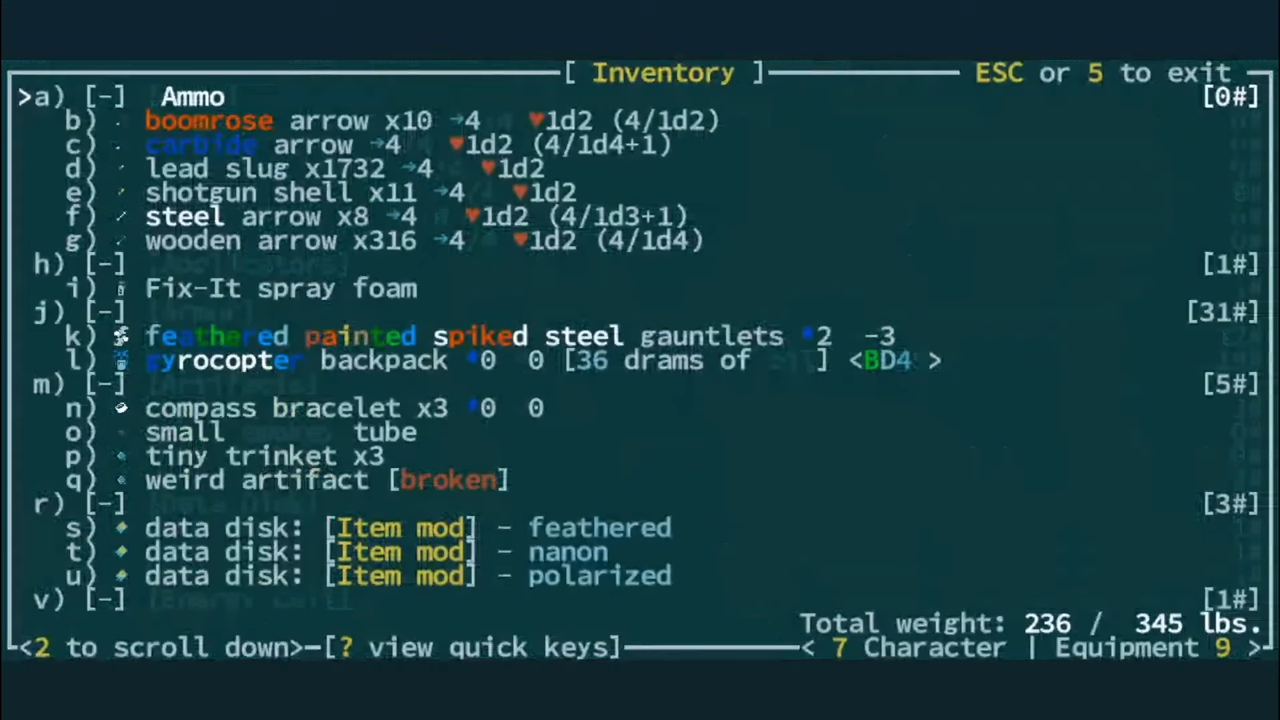 [ Inventory ] ESC or 5 to exit
>a) [-] Ammo [0#]
b) boomrose arrow x10 →4 ♥1d2 (4/1d2)
c) carbide arrow →4 ♥1d2 (4/1d4+1)
d) lead slug x1732 →4 ♥1d2
e) shotgun shell x11 →4 ♥1d2
f) steel arrow x8 →4 ♥1d2 (4/1d3+1)
g) wooden arrow x316 →4 ♥1d2 (4/1d4)
h) [-] [1#]
i) Fix-It spray foam
j) [-] [31#]
k) feathered painted spiked steel gauntlets 2 -3
l) gyrocopter backpack 0 0 [36 drams of ] <BD4 >
m) [-] [5#]
n) compass bracelet x3 0 0
o) small tube
p) tiny trinket x3
q) weird artifact [broken]
r) [-] [3#]
s) data disk: [Item mod] - feathered
t) data disk: [Item mod] - nanon
u) data disk: [Item mod] - polarized
v) [-] [1#]
Total weight: 236 / 345 lbs.
<2 to scroll down> [? view quick keys] < 7 Character | Equipment 9 >